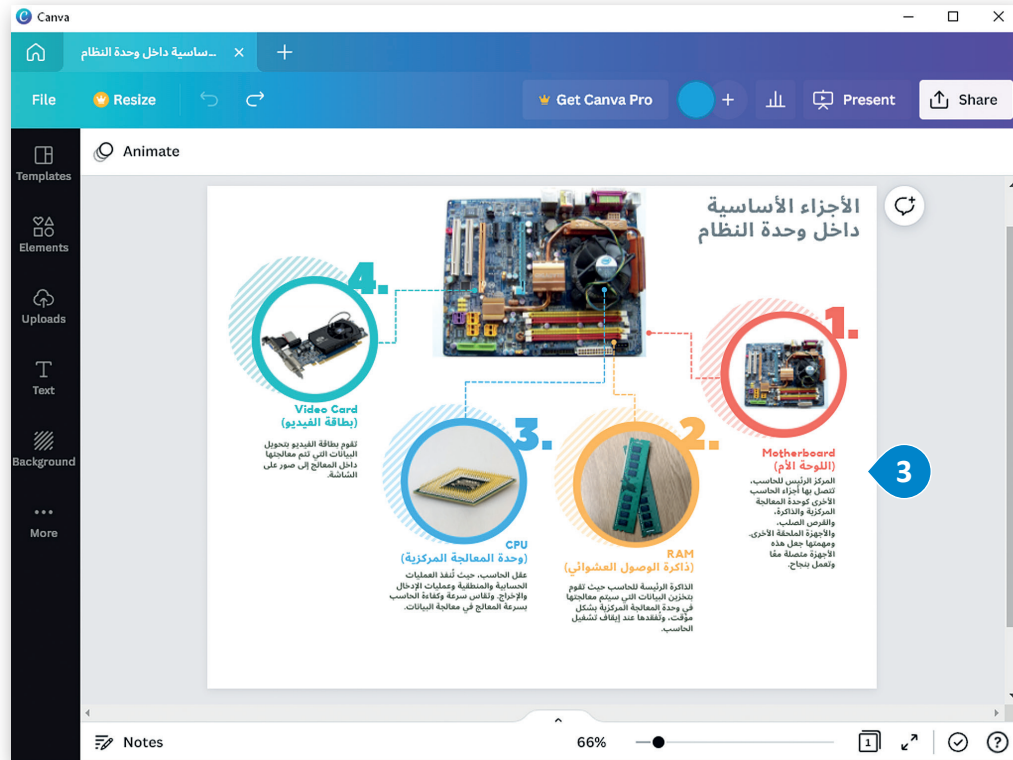 Canva
...ساسية داخل وحدة النظام
File
Resize
Get Canva Pro
Present
Share
Animate
Templates
Elements
Uploads
Text
Background
More
الأجزاء الأساسية
داخل وحدة النظام
1.
Motherboard
(اللوحة الأم)
المركز الرئيس للحاسب،
تتصل بها أجزاء الحاسب
الأخرى كوحدة المعالجة
المركزية والذاكرة،
والقرص الصلب،
والأجهزة الملحقة الأخرى.
ومهمتها جعل هذه
الأجهزة متصلة معًا
وتعمل بنجاح.
3
2.
RAM
(ذاكرة الوصول العشوائي)
الذاكرة الرئيسة للحاسب حيث تقوم
بتخزين البيانات التي سيتم معالجتها
في وحدة المعالجة المركزية بشكل
مؤقت، وتُفقدها عند إيقاف تشغيل
الحاسب.
3.
CPU
(وحدة المعالجة المركزية)
عقل الحاسب، حيث تُنفذ العمليات
الحسابية والمنطقية وعمليات الإدخال
والإخراج. وتقاس سرعة وكفاءة الحاسب
بسرعة المعالج في معالجة البيانات.
4.
Video Card
(بطاقة الفيديو)
تقوم بطاقة الفيديو بتحويل
البيانات التي تتم معالجتها
داخل المعالج إلى صور على
الشاشة.
Notes
66%
1